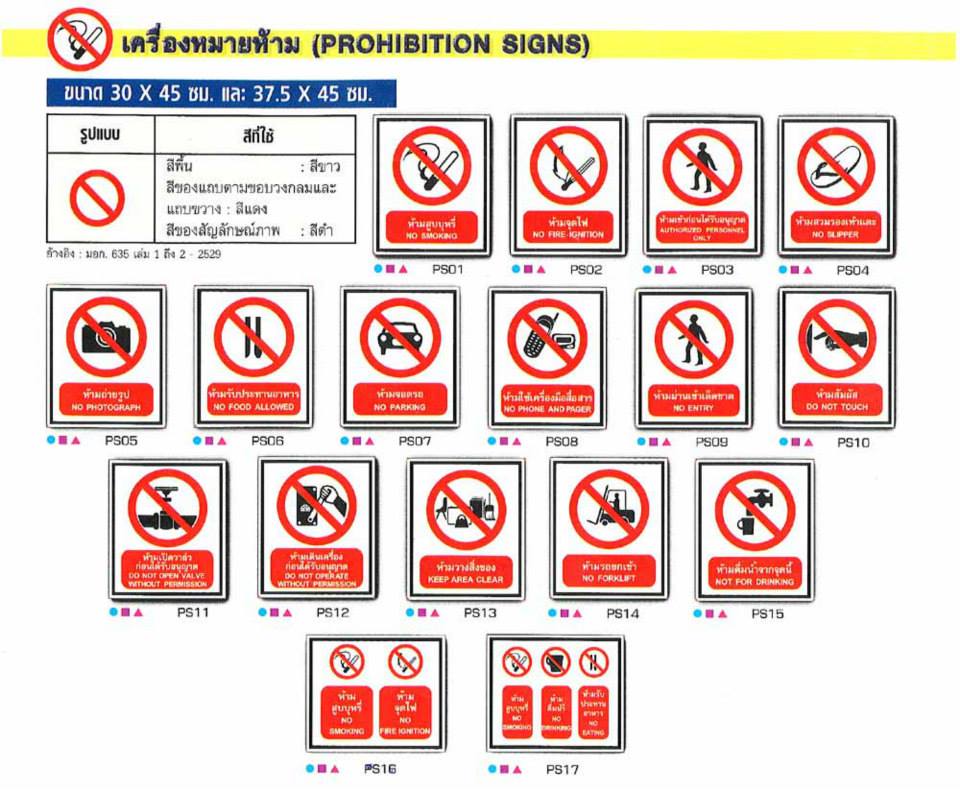 เครื่องหมายห้าม (PROHIBITION SIGNS)
ขนาด 30 X 45 ซม. และ 37.5 X 45 ซม.
รูปแบบ
สีที่ใช้
สีพื้น : สีขาว
สีของแถบตามขอบวงกลมและ
แถบขวาง : สีแดง
สีของสัญลักษณ์ภาพ : สีดำ
อ้างอิง : มอก. 635 เล่ม 1 ถึง 2 - 2529
ห้ามสูบบุหรี่
NO SMOKING
PS01
ห้ามจุดไฟ
NO FIRE IGNITION
PS02
ห้ามเข้าก่อนได้รับอนุญาต
AUTHORIZED PERSONNEL
ONLY
PS03
ห้ามสวมรองเท้าแตะ
NO SLIPPER
PS04
ห้ามถ่ายรูป
NO PHOTOGRAPH
PS05
ห้ามรับประทานอาหาร
NO FOOD ALLOWED
PS06
ห้ามจอดรถ
NO PARKING
PS07
ห้ามใช้เครื่องมือสื่อสาร
NO PHONE AND PAGER
PS08
ห้ามผ่านเข้าเด็ดขาด
NO ENTRY
PS09
ห้ามสัมผัส
DO NOT TOUCH
PS10
ห้ามเปิดวาล์ว
ก่อนได้รับอนุญาต
DO NOT OPEN VALVE
WITHOUT PERMISSION
PS11
ห้ามเดินเครื่อง
ก่อนได้รับอนุญาต
DO NOT OPERATE
WITHOUT PERMISSION
PS12
ห้ามวางสิ่งของ
KEEP AREA CLEAR
PS13
ห้ามรถยกเข้า
NO FORKLIFT
PS14
ห้ามดื่มน้ำจากจุดนี้
NOT FOR DRINKING
PS15
ห้าม
สูบบุหรี่
NO
SMOKING
ห้าม
จุดไฟ
NO
FIRE IGNITION
PS16
ห้าม
สูบบุหรี่
NO
SMOKING
ห้าม
ดื่มน้ำ
NO
DRINKING
ห้ามรับ
ประทาน
อาหาร
NO
EATING
PS17